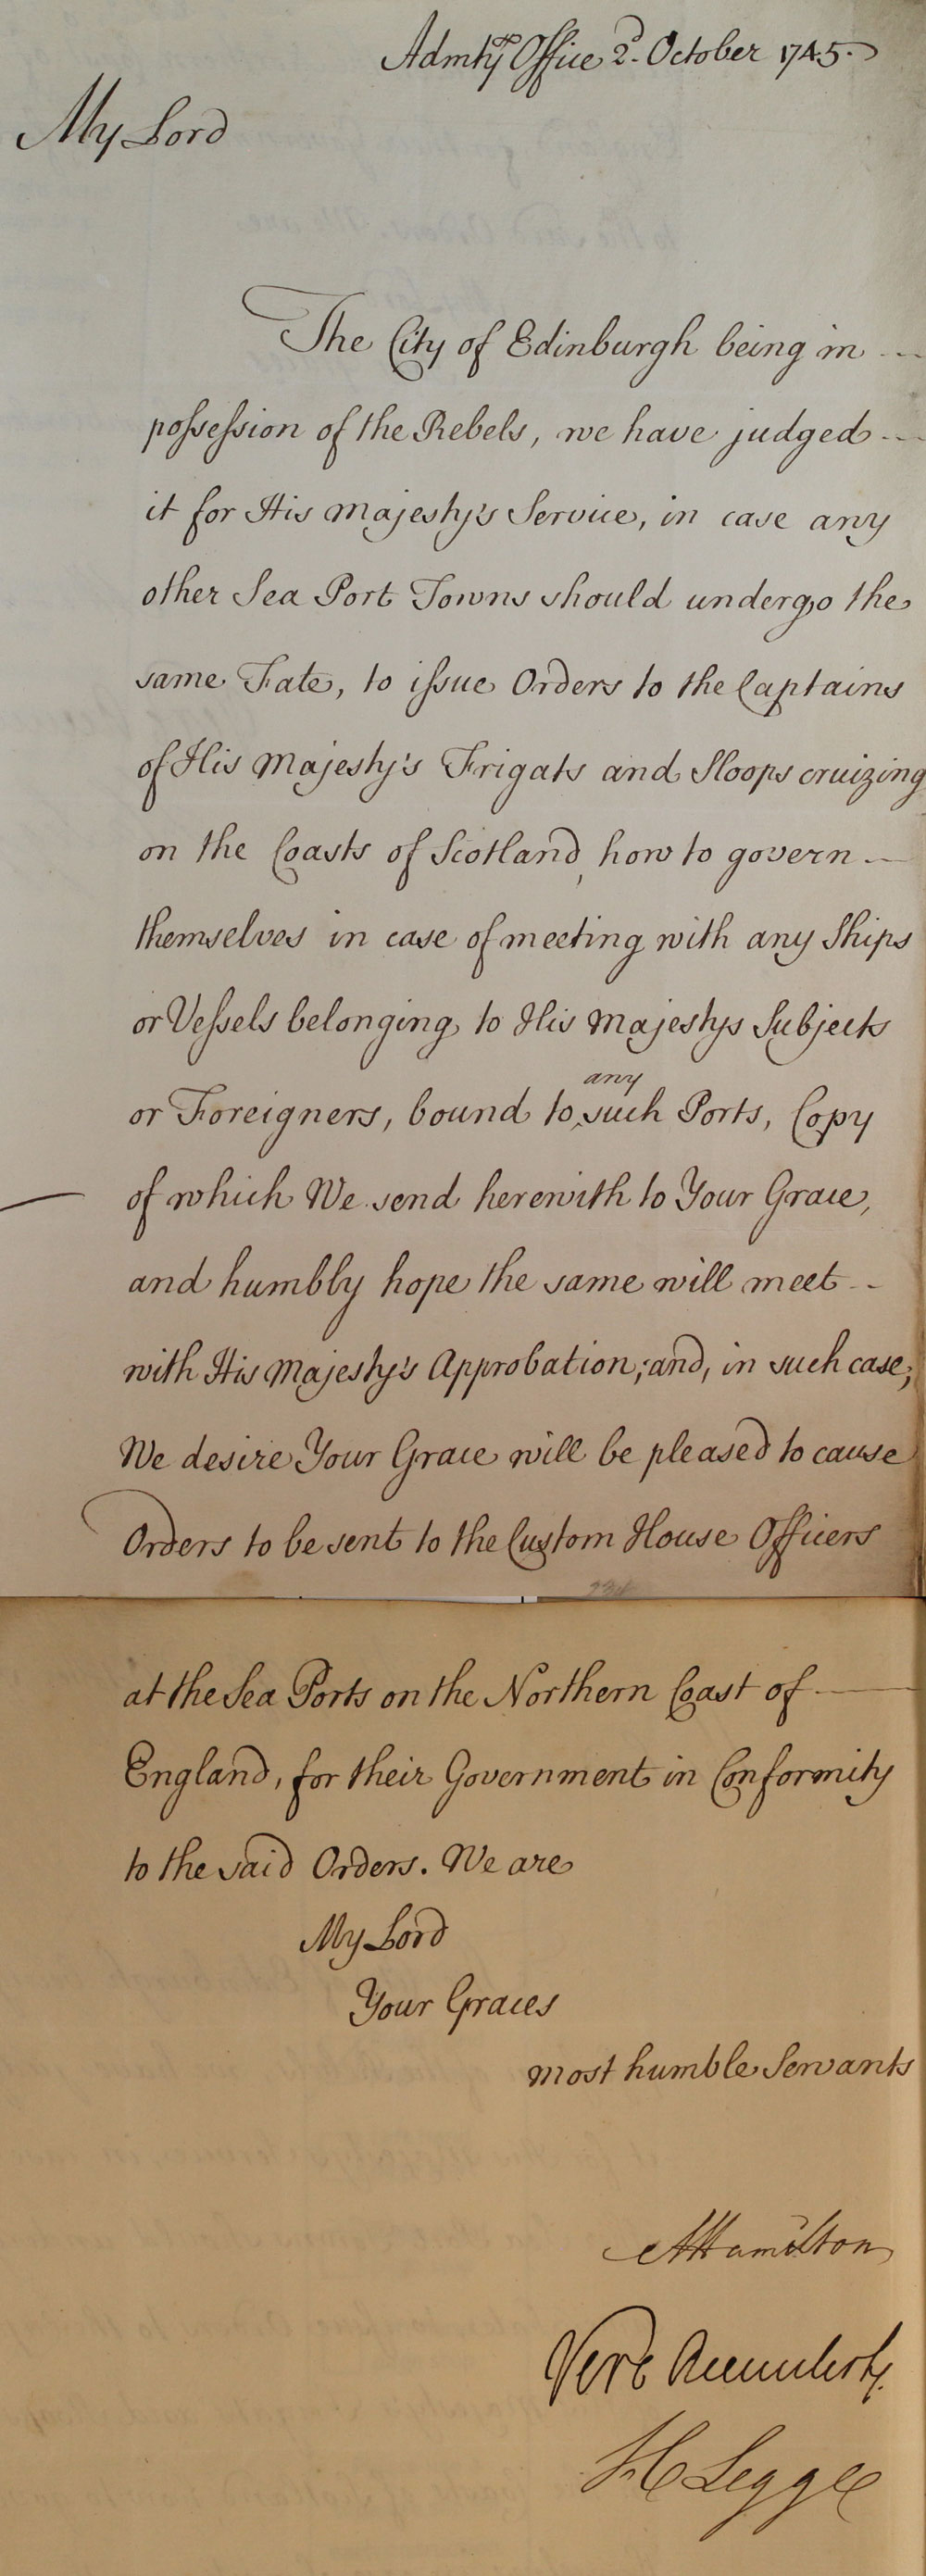 Admty Office 2d. October 1745.
My Lord
The City of Edinburgh being in
possession of the Rebels, we have judged
it for His Majesty's Service, in case any
other Sea Port Towns should undergo the
same Fate, to issue Orders to the Captains
of His Majesty's Frigats and Sloops cruizing
on the Coasts of Scotland, how to govern
themselves in case of meeting with any Ships
or Vessels belonging to His Majestys Subjects
any
or Foreigners, bound to such Ports, Copy
of which We send herewith to Your Grace,
and humbly hope the same will meet
with His Majesty's Approbation; and, in such case,
We desire Your Grace will be pleased to cause
Orders to be sent to the Custom House Officers
at the Sea Ports on the Northern Coast of
England, for their Government in Conformity
to the said Orders. We are
My Lord
Your Graces
most humble Servants
A Hamilton
Vere Beauclerk
H Legge